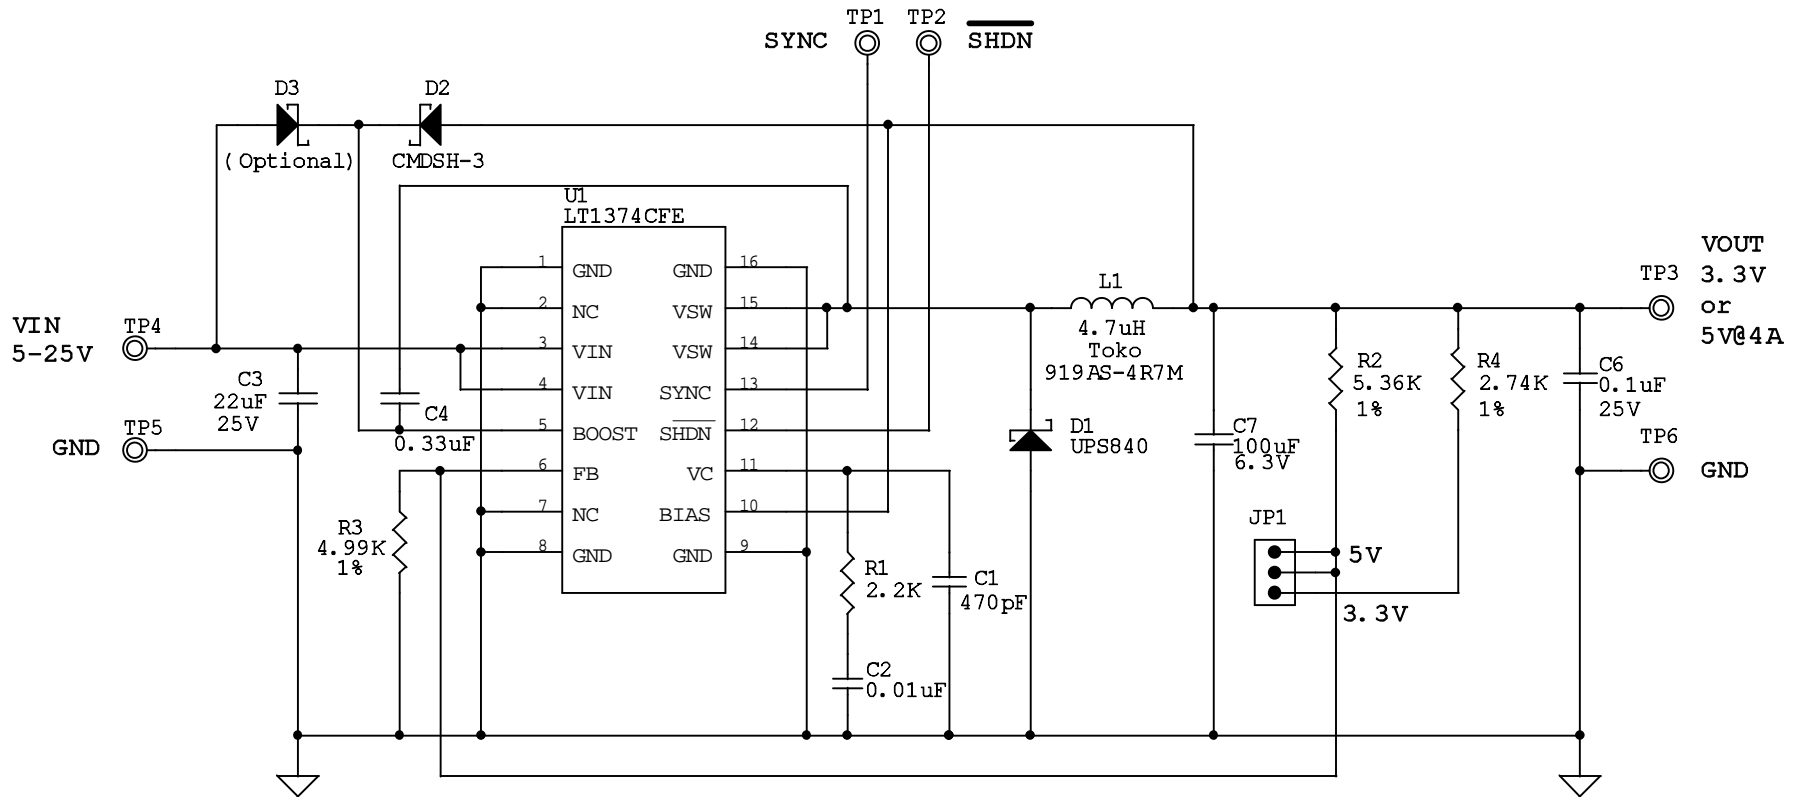 TP1 TP2
SYNC SHDN
D3 D2
(Optional) CMDSH-3
U1
LT1374CFE
1 GND GND 16
2 NC VSW 15
3 VIN VSW 14
4 VIN SYNC 13
5 BOOST SHDN 12
6 FB VC 11
7 NC BIAS 10
8 GND GND 9
VIN
5-25V
TP4
C3
22uF
25V
GND
TP5
C4
0.33uF
R3
4.99K
1%
R1
2.2K
C1
470pF
C2
0.01uF
L1
4.7uH
Toko
919AS-4R7M
D1
UPS840
C7
100uF
6.3V
R2
5.36K
1%
R4
2.74K
1%
C6
0.1uF
25V
JP1
5V
3.3V
TP3
VOUT
3.3V
or
5V@4A
TP6
GND